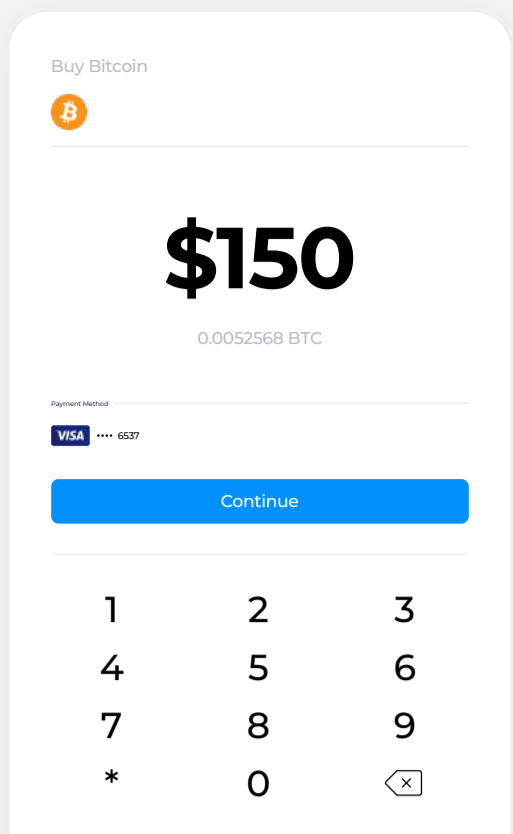 Buy Bitcoin
$150
0.0052568 BTC
Payment Method
VISA •••• 6537
Continue
1 2 3
4 5 6
7 8 9
* 0